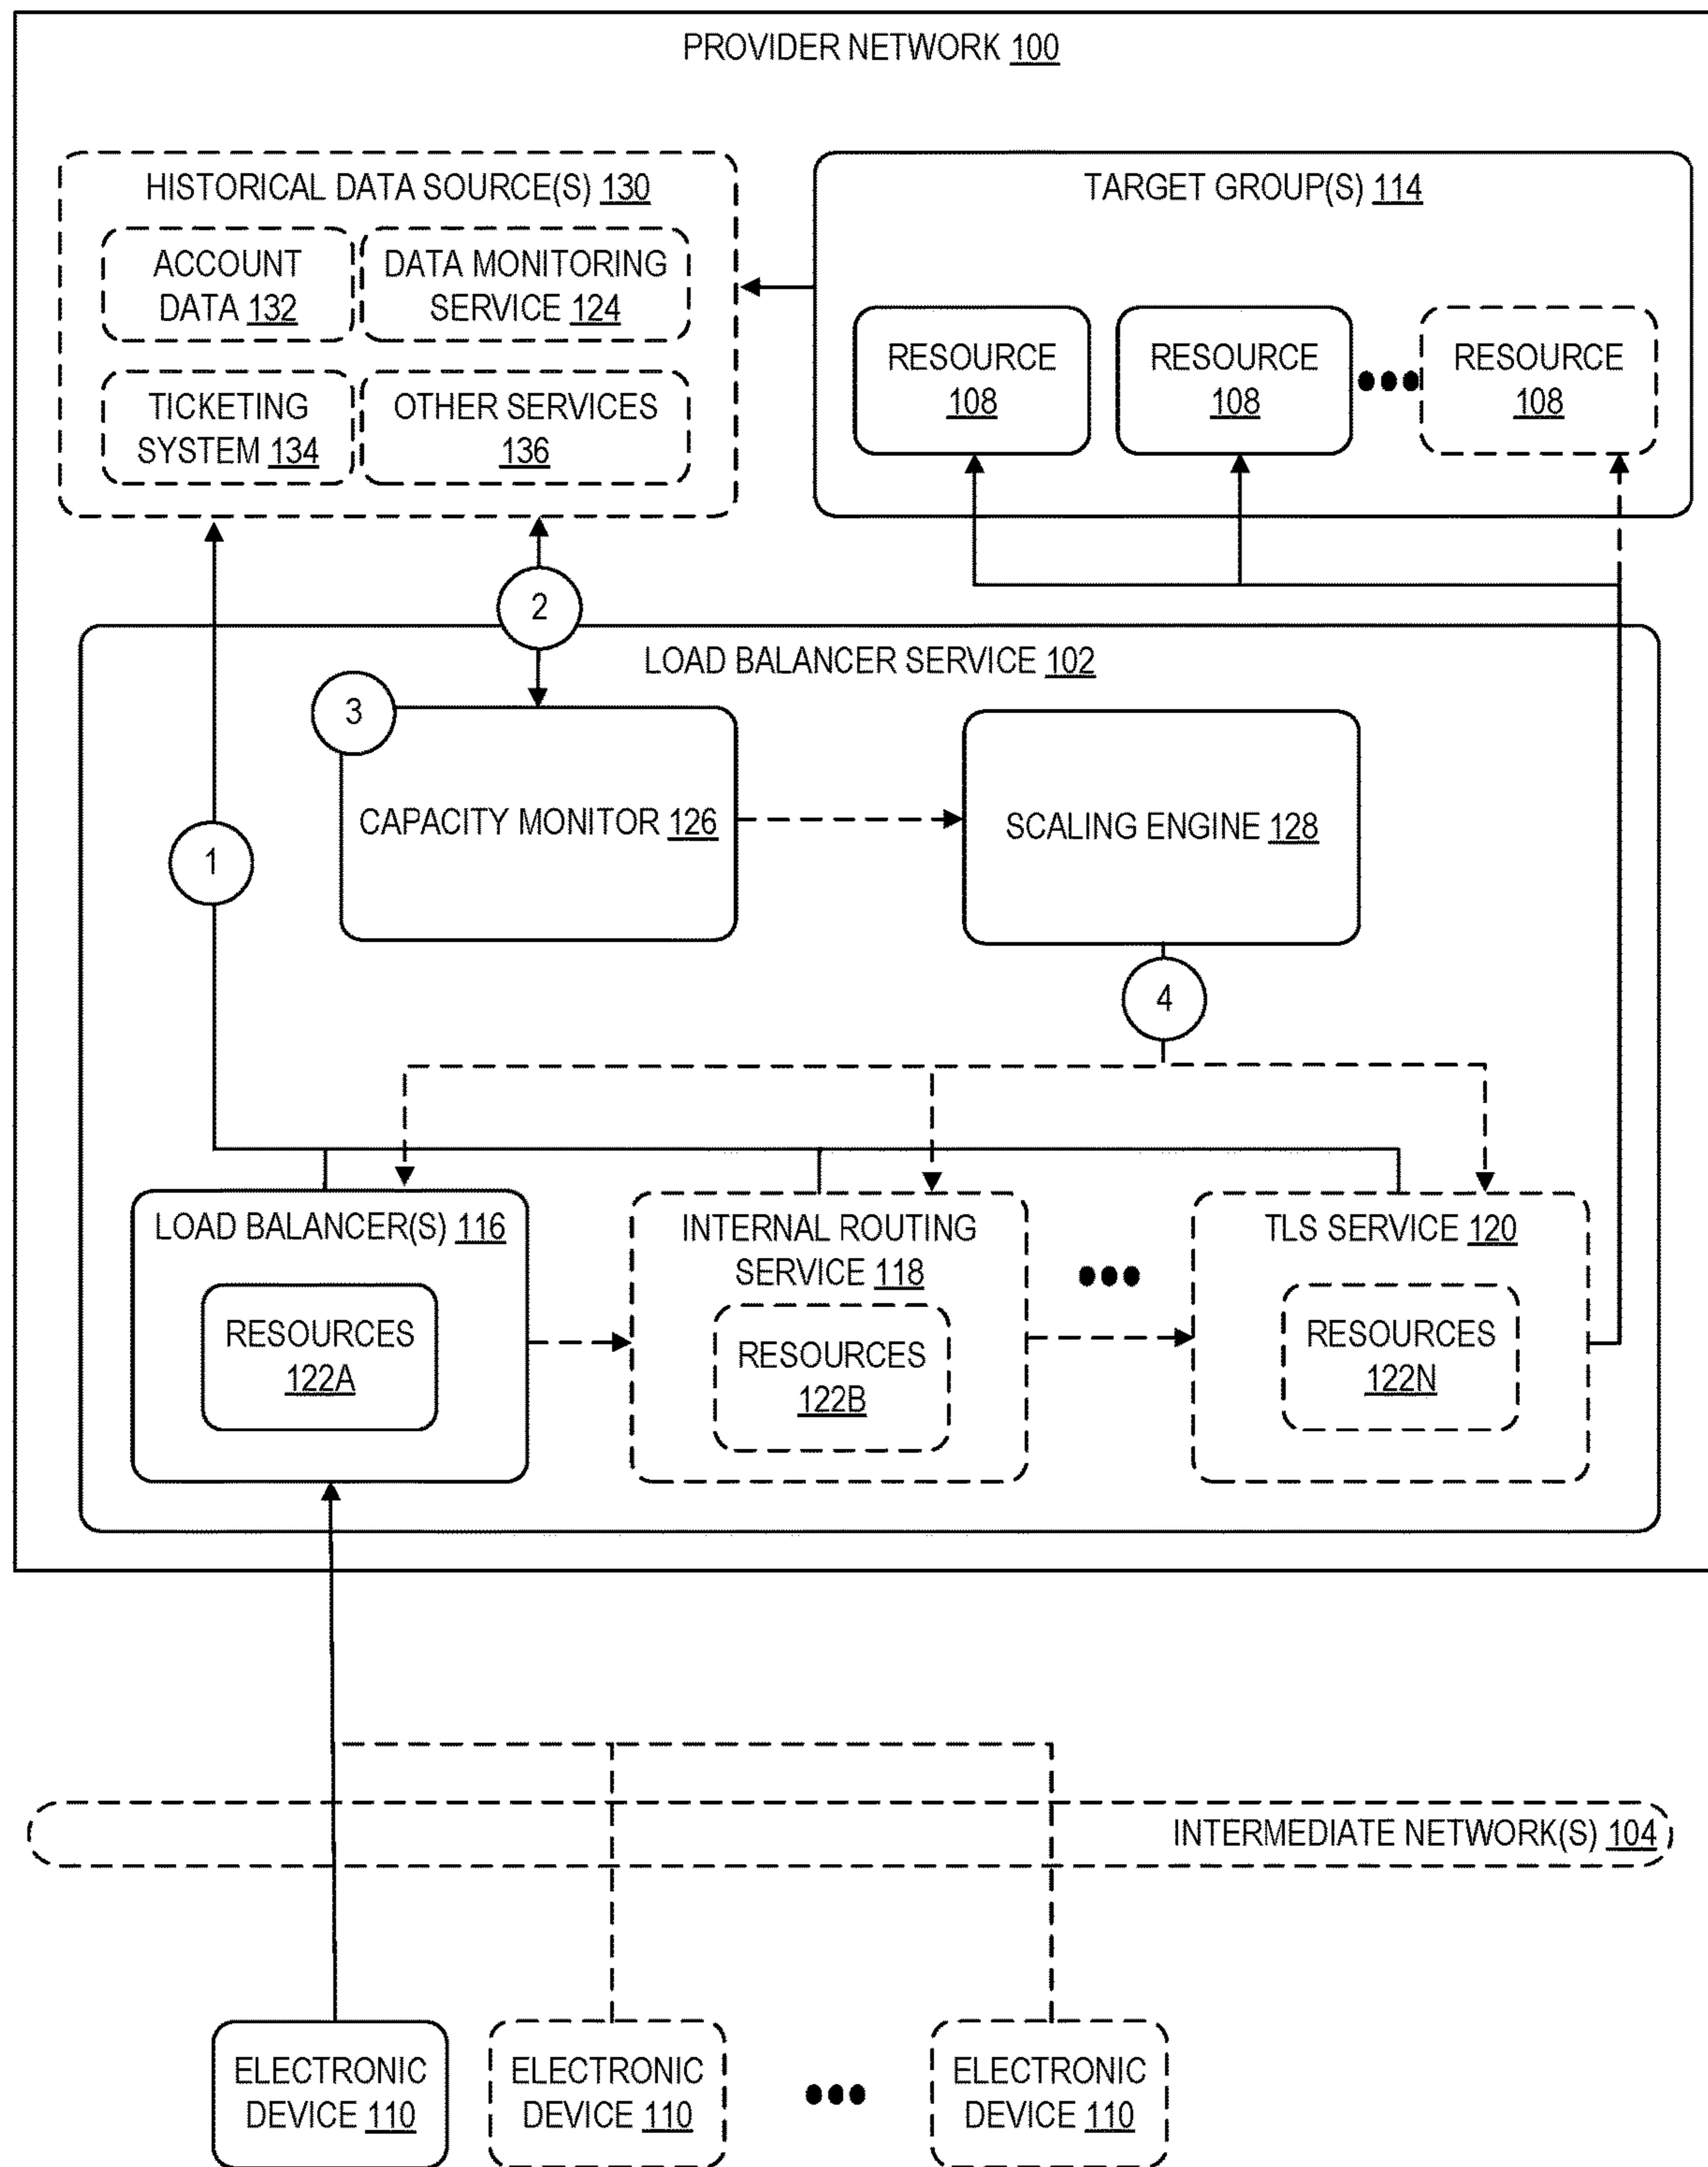 PROVIDER NETWORK 100
HISTORICAL DATA SOURCE(S) 130
ACCOUNT
DATA 132
DATA MONITORING
SERVICE 124
TICKETING
SYSTEM 134
OTHER SERVICES
136
TARGET GROUP(S) 114
RESOURCE
108
RESOURCE
108
RESOURCE
108
2
LOAD BALANCER SERVICE 102
3
CAPACITY MONITOR 126
SCALING ENGINE 128
1
4
LOAD BALANCER(S) 116
RESOURCES
122A
INTERNAL ROUTING
SERVICE 118
RESOURCES
122B
TLS SERVICE 120
RESOURCES
122N
INTERMEDIATE NETWORK(S) 104
ELECTRONIC
DEVICE 110
ELECTRONIC
DEVICE 110
ELECTRONIC
DEVICE 110